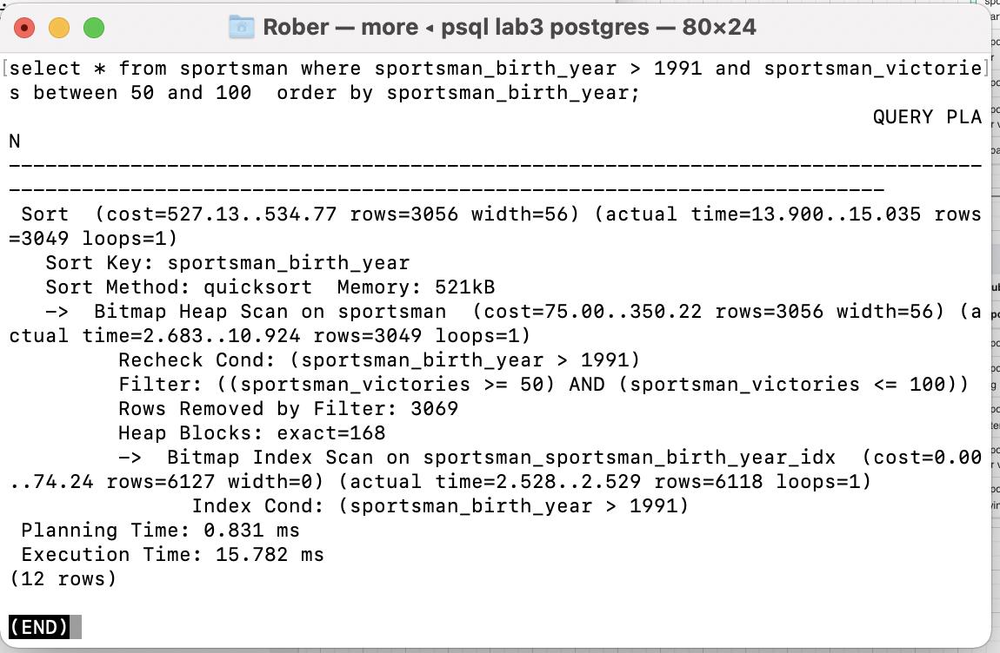 Rober — more ◂ psql lab3 postgres — 80×24
[select * from sportsman where sportsman_birth_year > 1991 and sportsman_victorie]
s between 50 and 100  order by sportsman_birth_year;
QUERY PLA
N
--------------------------------------------------------------------------------
------------------------------------------------------------------------
Sort  (cost=527.13..534.77 rows=3056 width=56) (actual time=13.900..15.035 rows
=3049 loops=1)
Sort Key: sportsman_birth_year
Sort Method: quicksort  Memory: 521kB
->  Bitmap Heap Scan on sportsman  (cost=75.00..350.22 rows=3056 width=56) (a
ctual time=2.683..10.924 rows=3049 loops=1)
Recheck Cond: (sportsman_birth_year > 1991)
Filter: ((sportsman_victories >= 50) AND (sportsman_victories <= 100))
Rows Removed by Filter: 3069
Heap Blocks: exact=168
->  Bitmap Index Scan on sportsman_sportsman_birth_year_idx  (cost=0.00
..74.24 rows=6127 width=0) (actual time=2.528..2.529 rows=6118 loops=1)
Index Cond: (sportsman_birth_year > 1991)
Planning Time: 0.831 ms
Execution Time: 15.782 ms
(12 rows)
(END)